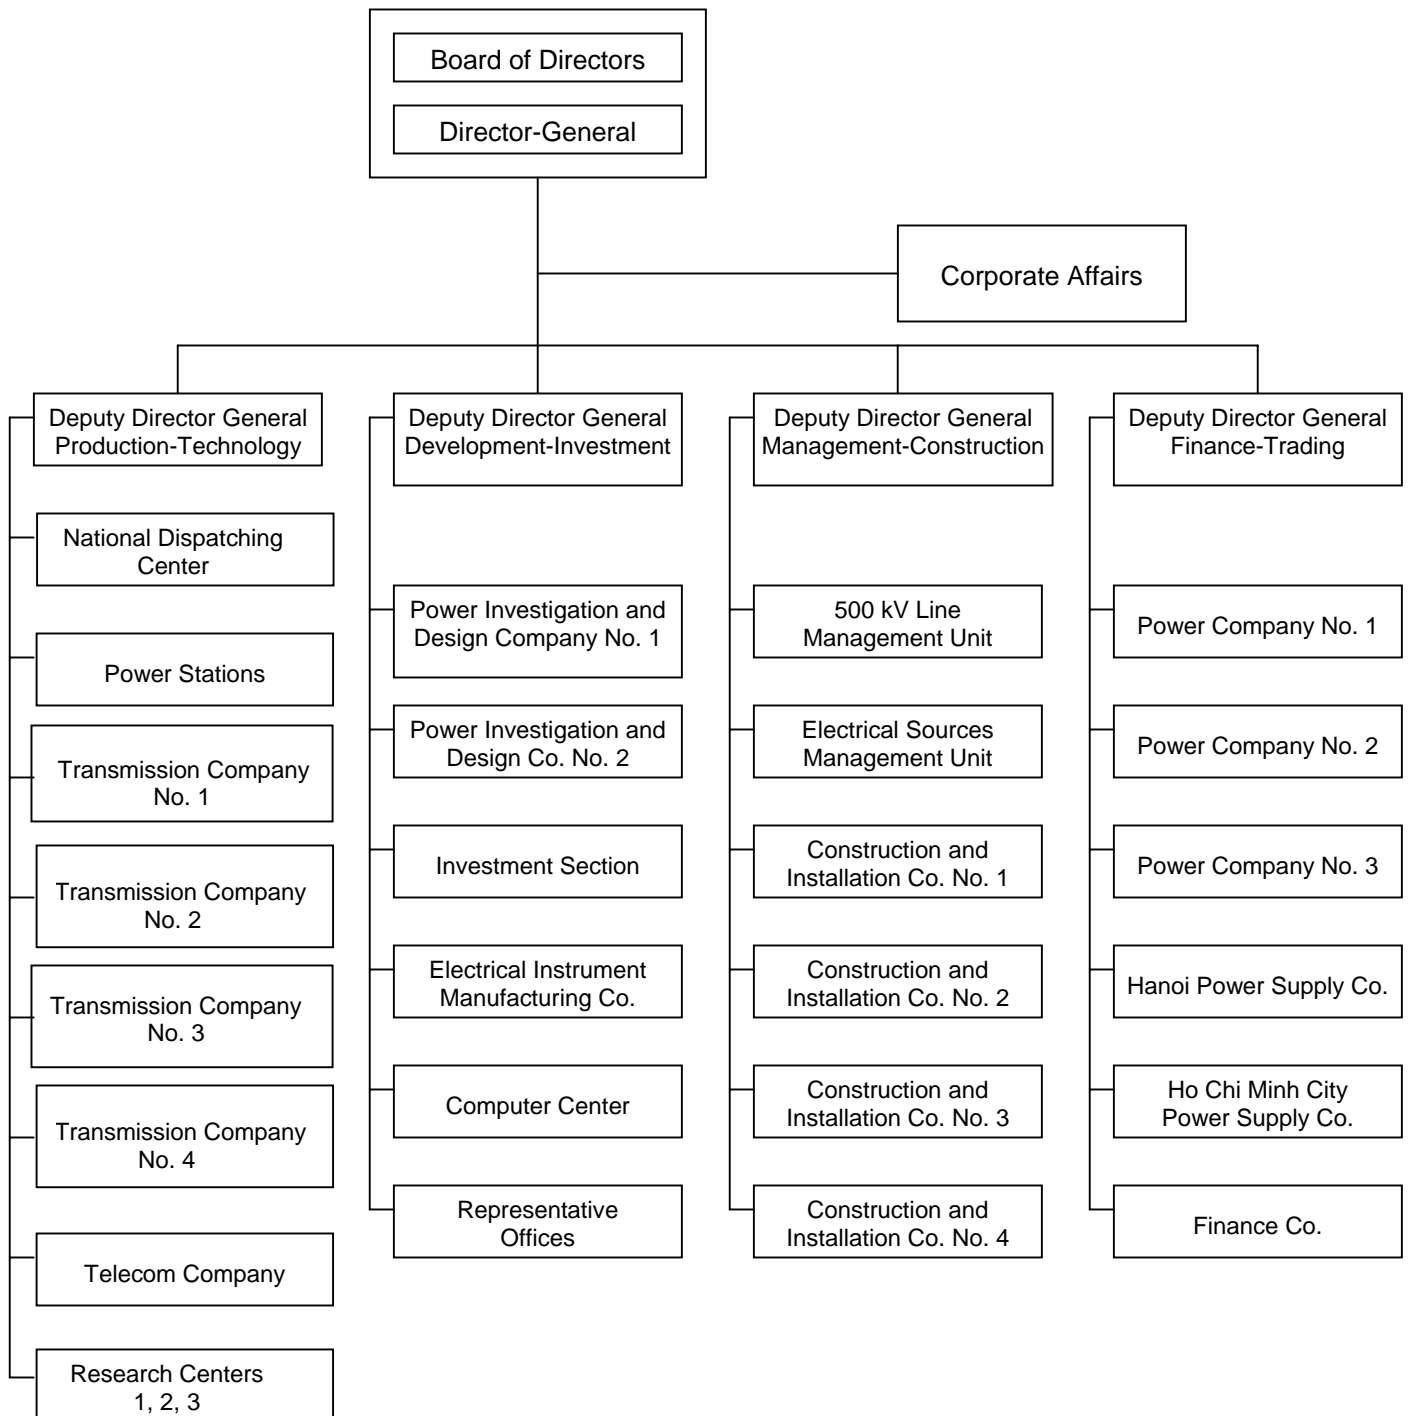 Board of Directors
Director-General
Corporate Affairs
Deputy Director General
Production-Technology
National Dispatching
Center
Power Stations
Transmission Company
No. 1
Transmission Company
No. 2
Transmission Company
No. 3
Transmission Company
No. 4
Telecom Company
Research Centers
1, 2, 3
Deputy Director General
Development-Investment
Power Investigation and
Design Company No. 1
Power Investigation and
Design Co. No. 2
Investment Section
Electrical Instrument
Manufacturing Co.
Computer Center
Representative
Offices
Deputy Director General
Management-Construction
500 kV Line
Management Unit
Electrical Sources
Management Unit
Construction and
Installation Co. No. 1
Construction and
Installation Co. No. 2
Construction and
Installation Co. No. 3
Construction and
Installation Co. No. 4
Deputy Director General
Finance-Trading
Power Company No. 1
Power Company No. 2
Power Company No. 3
Hanoi Power Supply Co.
Ho Chi Minh City
Power Supply Co.
Finance Co.